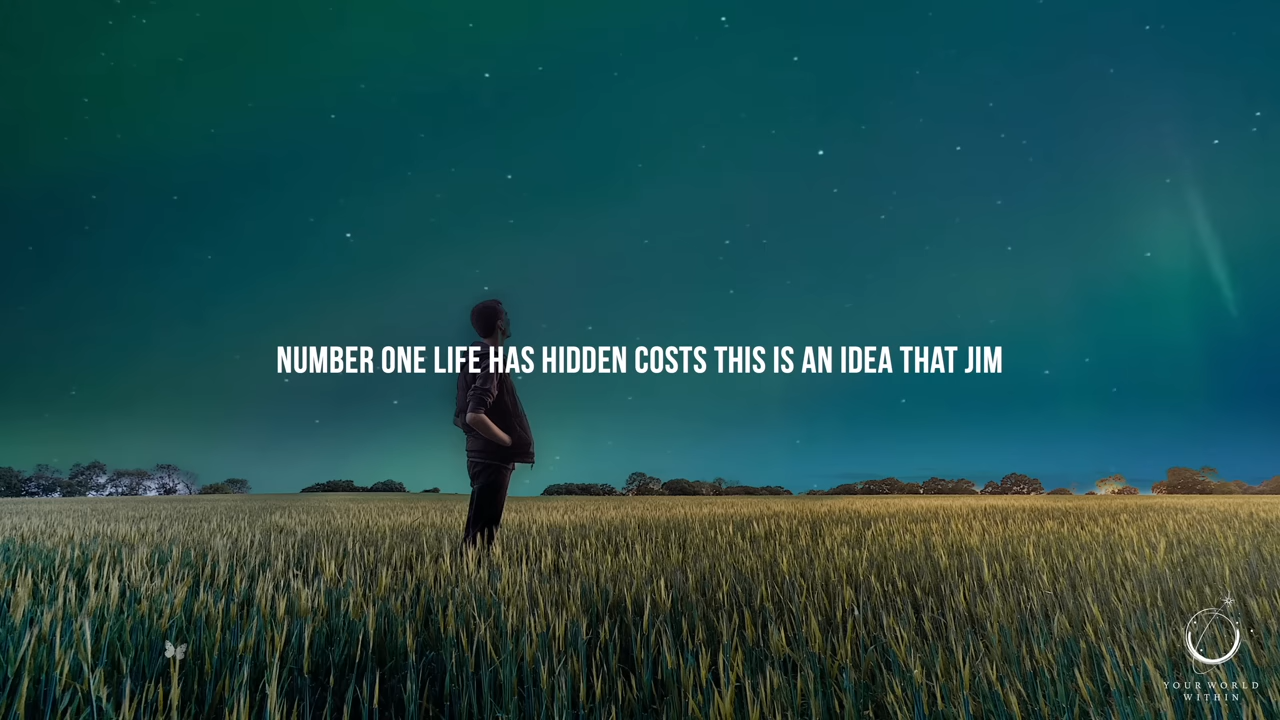 NUMBER ONE LIFE HAS HIDDEN COSTS THIS IS AN IDEA THAT JIM
YOUR WORLD
WITHIN